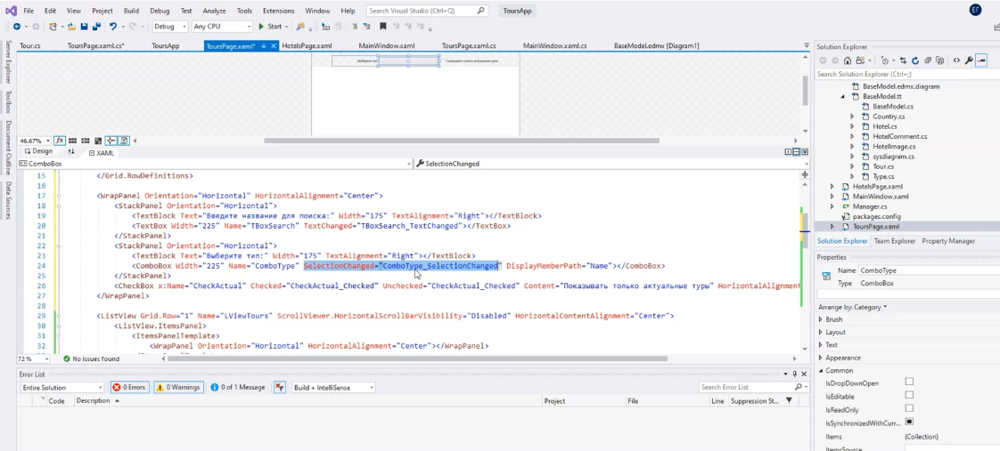 File Edit View Project Build Debug Test Analyze Tools Extensions Window Help Search Visual Studio (Ctrl+Q) ToursApp
Debug Any CPU Start
Tour.cs ToursPage.xaml.cs* ToursApp ToursPage.xaml* HotelsPage.xaml MainWindow.xaml ToursPage.xaml.cs MainWindow.xaml.cs BaseModel.edmx [Diagram1]
Server Explorer
Toolbox
Document Outline
Data Sources
Выберите тип:
Показывать только актуальные туры
46.67%
Design XAML
ComboBox SelectionChanged
15 </Grid.RowDefinitions>
16
17 <WrapPanel Orientation="Horizontal" HorizontalAlignment="Center">
18 <StackPanel Orientation="Horizontal">
19 <TextBlock Text="Введите название для поиска:" Width="175" TextAlignment="Right"></TextBlock>
20 <TextBox Width="225" Name="TBoxSearch" TextChanged="TBoxSearch_TextChanged"></TextBox>
21 </StackPanel>
22 <StackPanel Orientation="Horizontal">
23 <TextBlock Text="Выберите тип:" Width="175" TextAlignment="Right"></TextBlock>
24 <ComboBox Width="225" Name="ComboType" SelectionChanged="ComboType_SelectionChanged" DisplayMemberPath="Name"></ComboBox>
25 </StackPanel>
26 <CheckBox x:Name="CheckActual" Checked="CheckActual_Checked" Unchecked="CheckActual_Checked" Content="Показывать только актуальные туры" HorizontalAlignment
27 </WrapPanel>
28
29 <ListView Grid.Row="1" Name="LViewTours" ScrollViewer.HorizontalScrollBarVisibility="Disabled" HorizontalContentAlignment="Center">
30 <ListView.ItemsPanel>
31 <ItemsPanelTemplate>
32 <WrapPanel Orientation="Horizontal" HorizontalAlignment="Center"></WrapPanel>
72 % No issues found
Error List
Entire Solution 0 Errors 0 Warnings 0 of 1 Message Build + IntelliSense Search Error List
Code Description Project File Line Suppression St...
Solution Explorer
Search Solution Explorer (Ctrl+;)
BaseModel.edmx.diagram
BaseModel.tt
BaseModel.cs
Country.cs
Hotel.cs
HotelComment.cs
HotelImage.cs
sysdiagram.cs
Tour.cs
Type.cs
HotelsPage.xaml
MainWindow.xaml
Manager.cs
packages.config
ToursPage.xaml
Solution Explorer Team Explorer Property Manager
Properties
Name ComboType
Type ComboBox
Arrange by: Category
Brush
Layout
Text
Appearance
Common
IsDropDownOpen
IsEditable
IsReadOnly
IsSynchronizedWithCurr...
Items (Collection)
ItemsSource